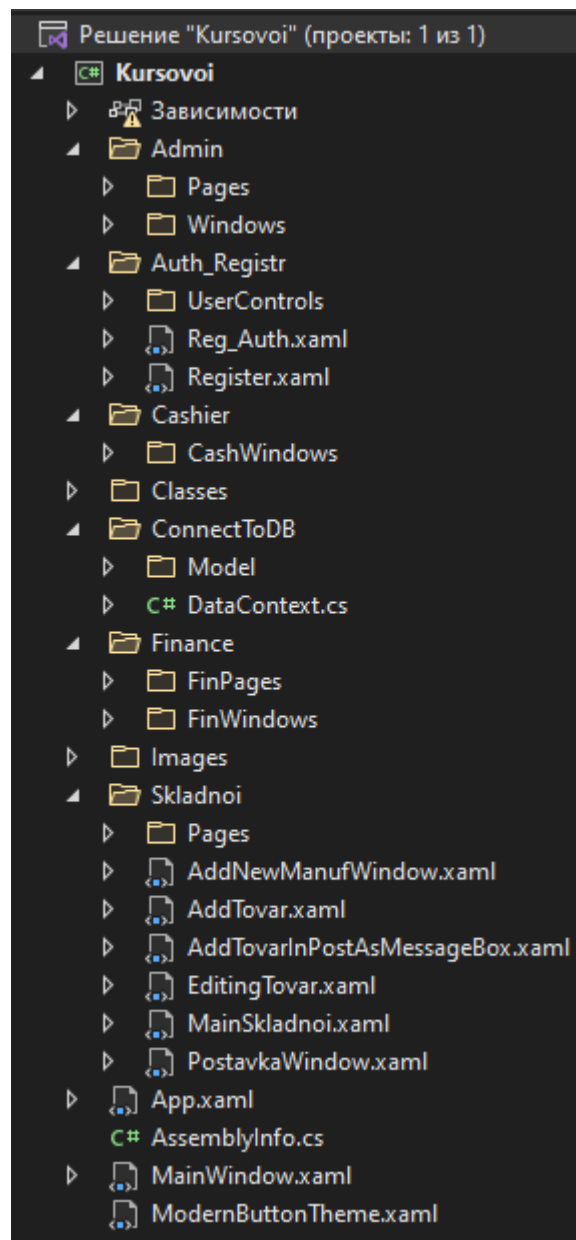 Решение "Kursovoi" (проекты: 1 из 1)
C# Kursovoi
Зависимости
Admin
Pages
Windows
Auth_Registr
UserControls
Reg_Auth.xaml
Register.xaml
Cashier
CashWindows
Classes
ConnectToDB
Model
C# DataContext.cs
Finance
FinPages
FinWindows
Images
Skladnoi
Pages
AddNewManufWindow.xaml
AddTovar.xaml
AddTovarInPostAsMessageBox.xaml
EditingTovar.xaml
MainSkladnoi.xaml
PostavkaWindow.xaml
App.xaml
C# AssemblyInfo.cs
MainWindow.xaml
ModernButtonTheme.xaml